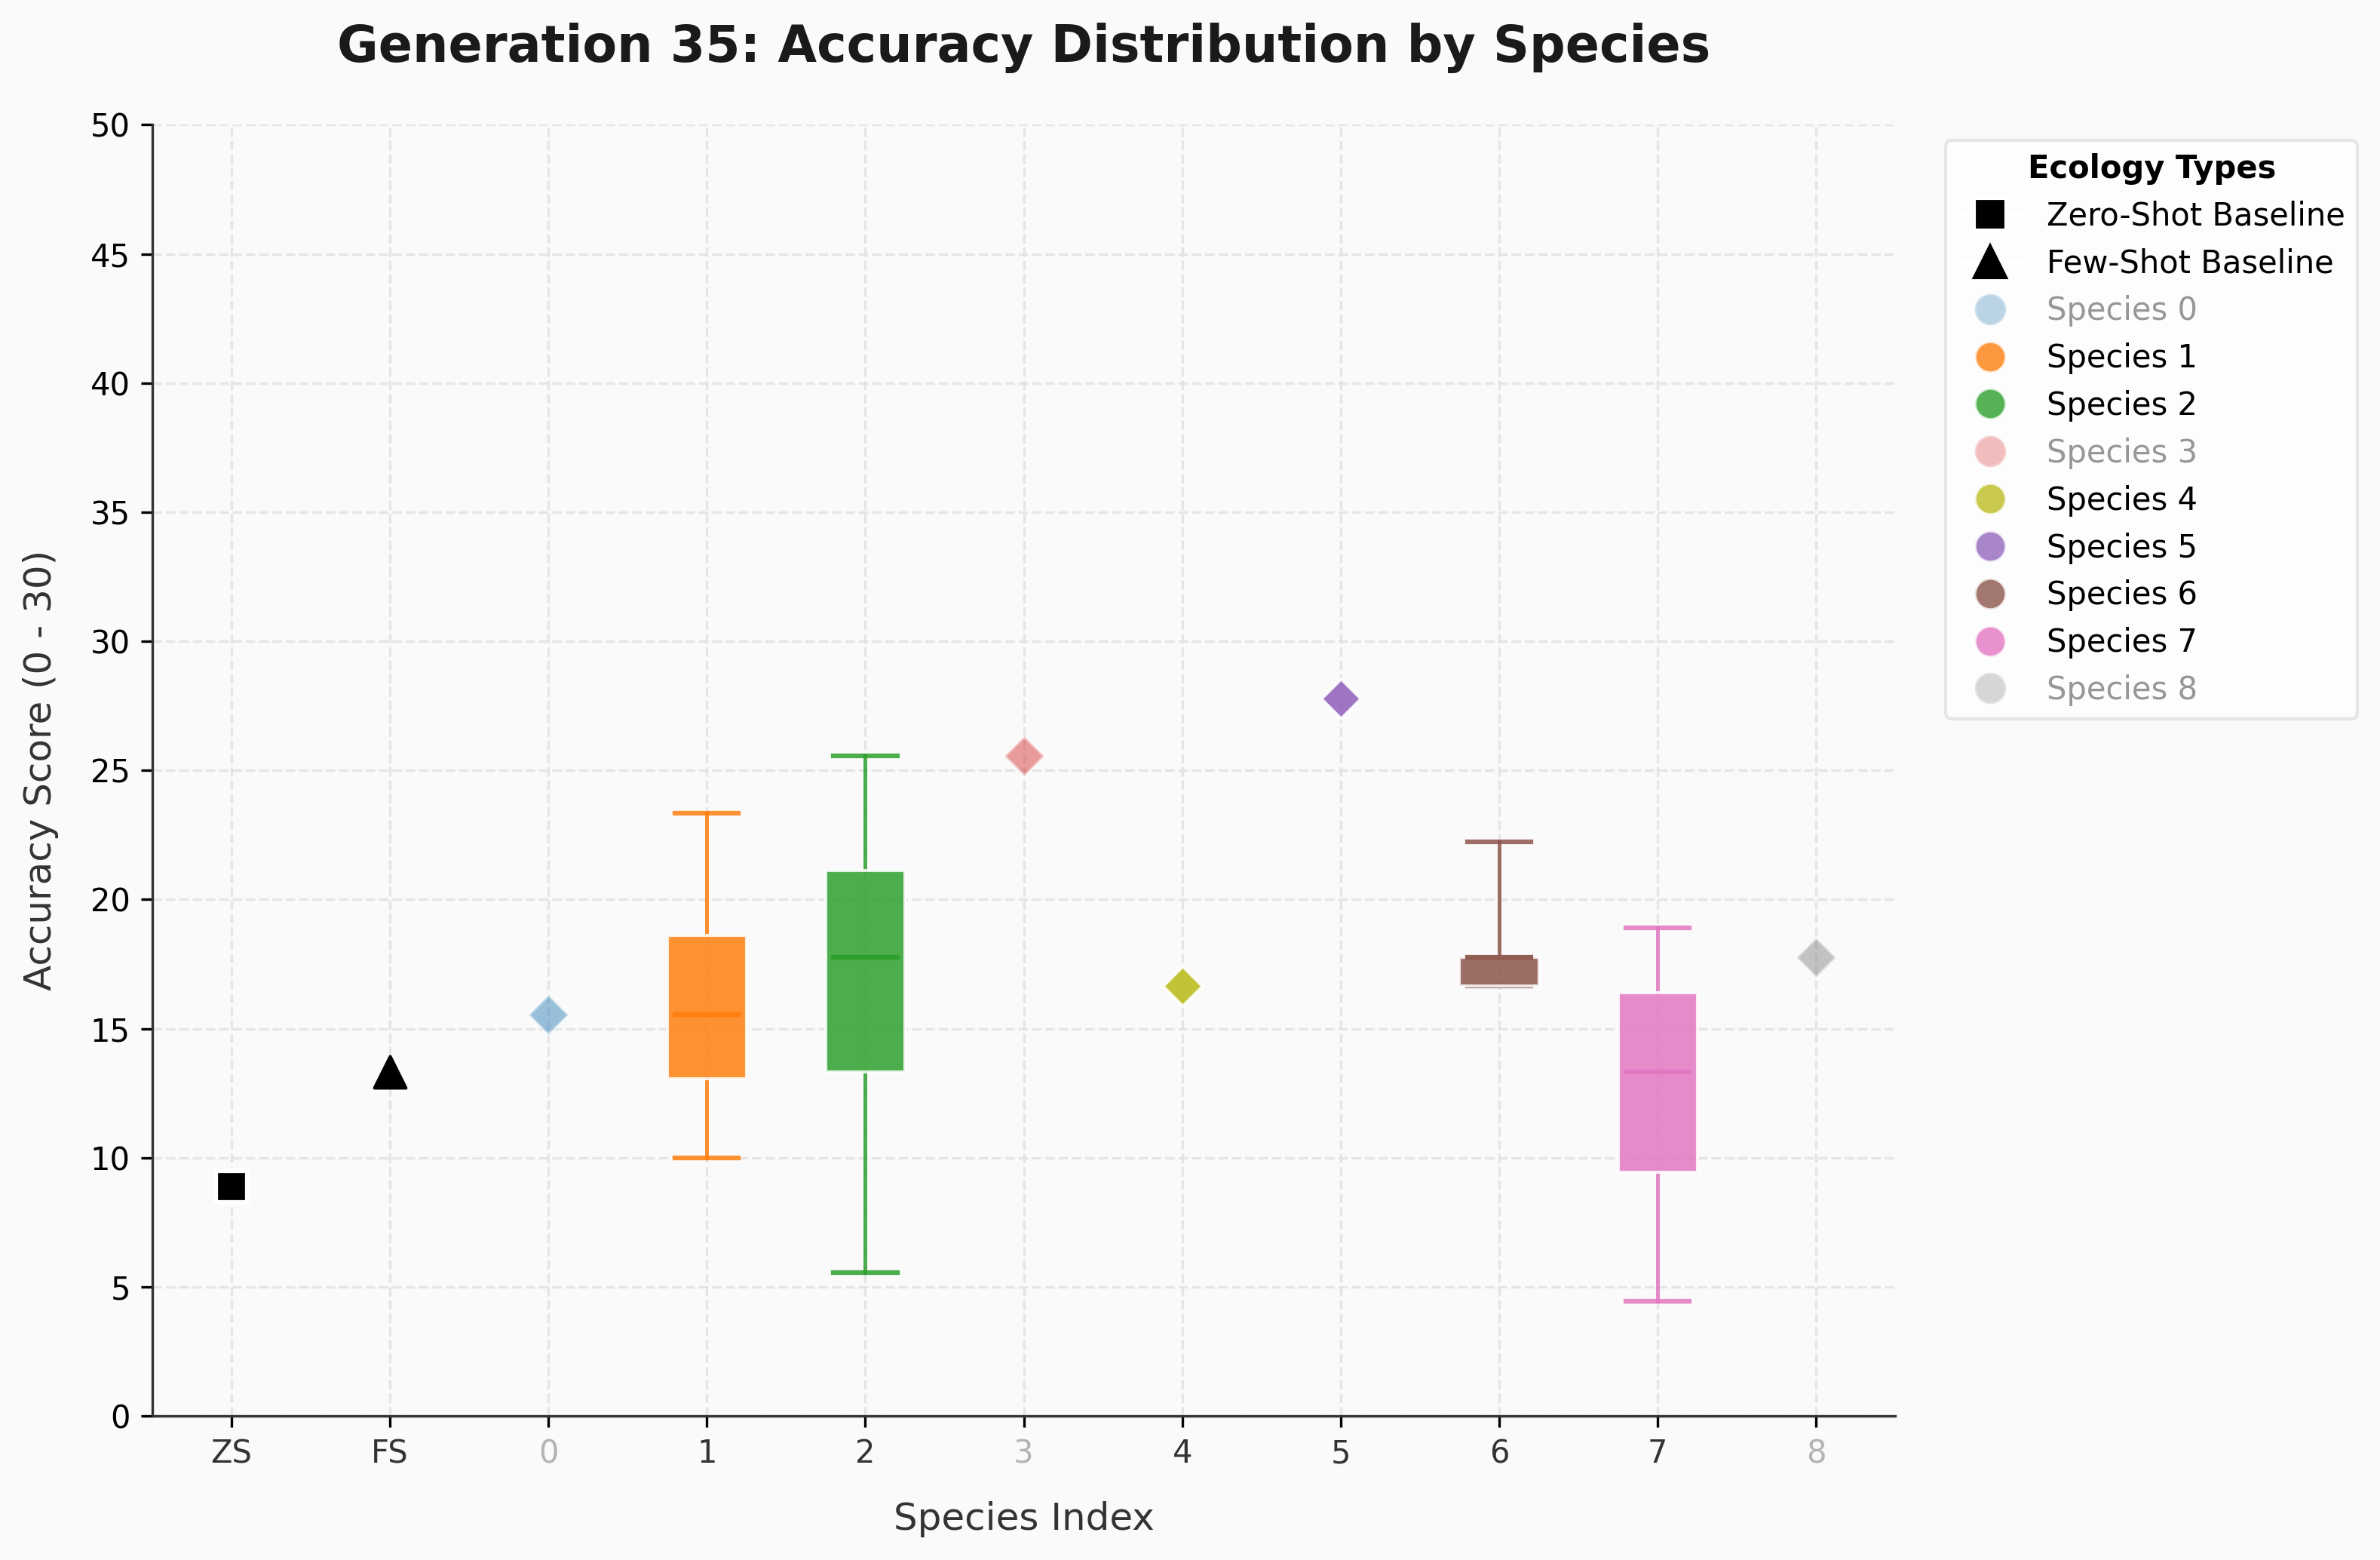 Generation 35: Accuracy Distribution by Species
Accuracy Score (0 - 30)
50
45
40
35
30
25
20
15
10
5
0
ZS FS 0 1 2 3 4 5 6 7 8
Species Index
Ecology Types
Zero-Shot Baseline
Few-Shot Baseline
Species 0
Species 1
Species 2
Species 3
Species 4
Species 5
Species 6
Species 7
Species 8